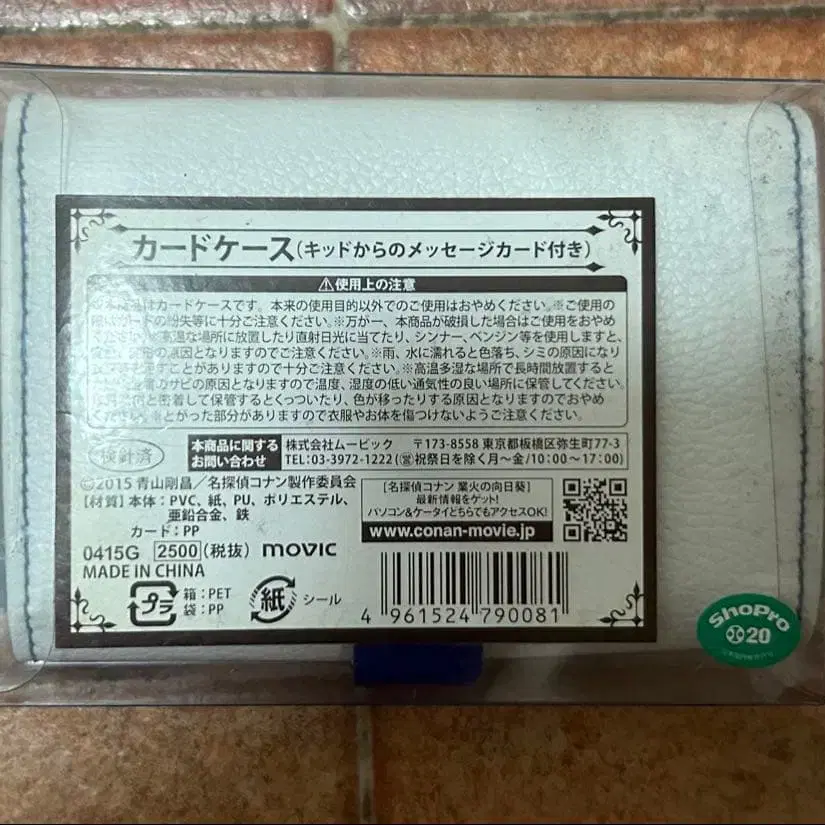 カードケース(キッドからのメッセージカード付き)
⚠使用上の注意
はカードケースです。本来の使用目的以外でのご使用はおやめください。※ご使用の
の紛失等に十分ご注意ください。※万が一、本商品が破損した場合はご使用をおやめ
高温な場所に放置したり直射日光に当てたり、シンナー、ベンジン等を使用しますと、
の原因となりますのでご注意ください。※雨、水に濡れると色落ち、シミの原因になり
ことがありますので十分ご注意ください。※高温多湿な場所で長時間放置すると
のサビの原因となりますので温度、湿度の低い通気性の良い場所に保管してください。
と密着して保管するとくっついたり、色が移ったりする原因となりますのでおやめ
ください。※とがった部分がありますので衣服やお体を傷つけないようご注意ください。
検針済
本商品に関する
お問い合わせ
株式会社ムービック 〒173-8558 東京都板橋区弥生町77-3
TEL:03-3972-1222(営祝祭日を除く月〜金/10:00〜17:00)
©2015 青山剛昌/名探偵コナン製作委員会
【材質】本体:PVC、紙、PU、ポリエステル、
亜鉛合金、鉄
カード:PP
[名探偵コナン 業火の向日葵]
最新情報をゲット!
パソコン&ケータイどちらでもアクセスOK!
www.conan-movie.jp
0415G 2500(税抜) movic
MADE IN CHINA
プラ
箱:PET
袋:PP
紙 シール
4 961524 790081
ShoPro
20